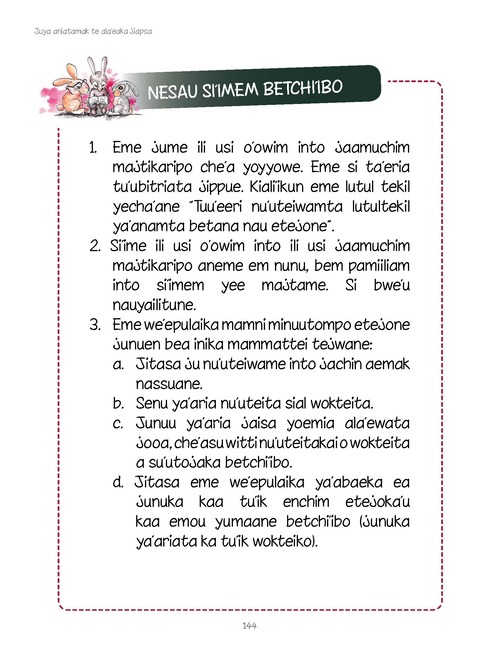 Juya aniatamak te ala'eaka Jiapsa
NESAU SI'IMEM BETCHI'IBO
1. Eme jume ili usi o'owim into jaamuchim
majtikaripo che'a yoyyowe. Eme si ta'eria
tu'ubitriata jippue. Kiali'ikun eme lutul tekil
yecha'ane "Tuu'eeri nu'uteiwamta lutultekil
ya'anamta betana nau etejone".
2. Si'ime ili usi o'owim into ili usi jaamuchim
majtikaripo aneme em nunu, bem pamiiliam
into si'imem yee majtame. Si bwe'u
nauyailitune.
3. Eme we'epulaika mamni minuutompo etejone
junuen bea inika mammattei tejwane:
a. Jitasa ju nu'uteiwame into jachin aemak
nassuane.
b. Senu ya'aria nu'uteita sial wokteita.
c. Junuu ya'aria jaisa yoemia ala'ewata
jooa, che'asu witti nu'uteitakai o wokteita
a su'utojaka betchi'ibo.
d. Jitasa eme we'epulaika ya'abaeka ea
junuka kaa tu'ik enchim etejoka'u
kaa emou yumaane betchi'ibo (junuka
ya'ariata ka tu'ik wokteiko).
144